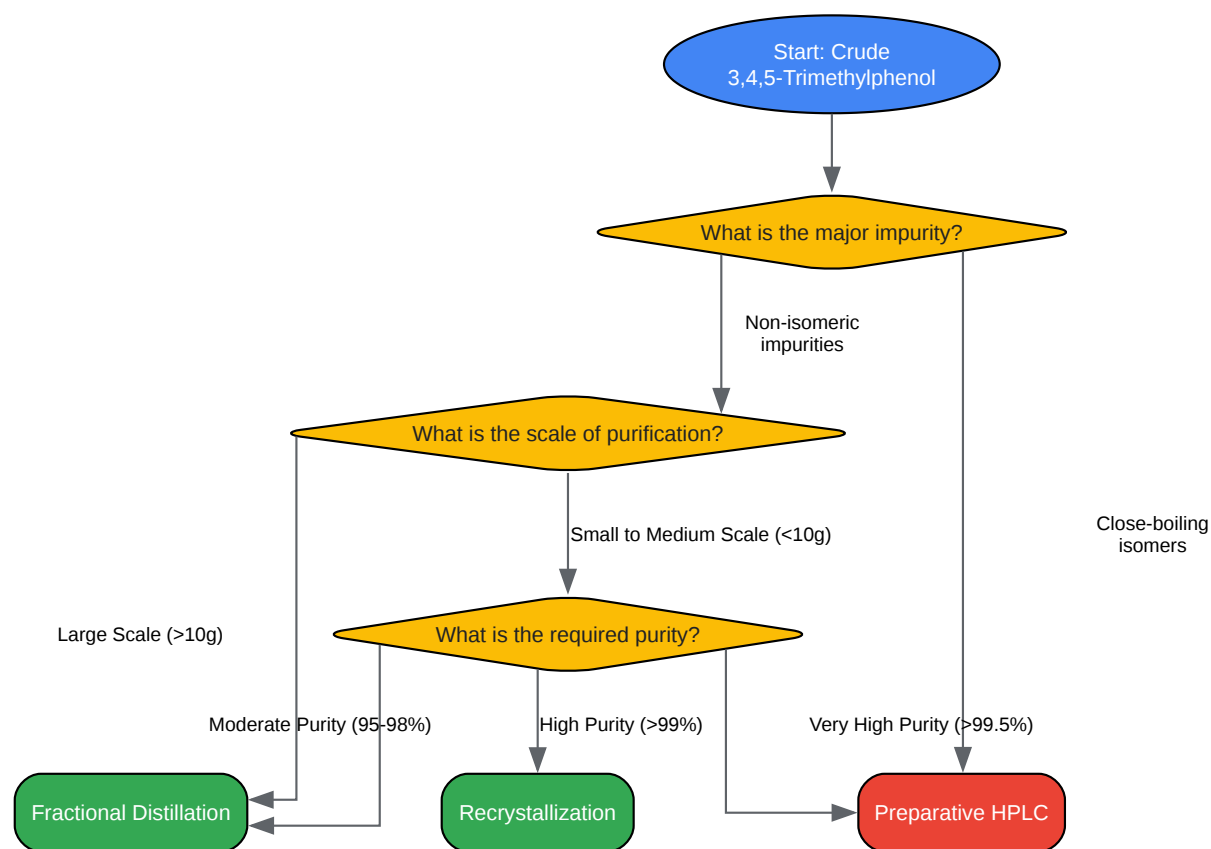 Start: Crude
3,4,5-Trimethylphenol
What is the major impurity?
Non-isomeric
impurities
What is the scale of purification?
Close-boiling
isomers
Small to Medium Scale (<10g)
Large Scale (>10g)
What is the required purity?
Moderate Purity (95-98%)
High Purity (>99%)
Very High Purity (>99.5%)
Fractional Distillation
Recrystallization
Preparative HPLC